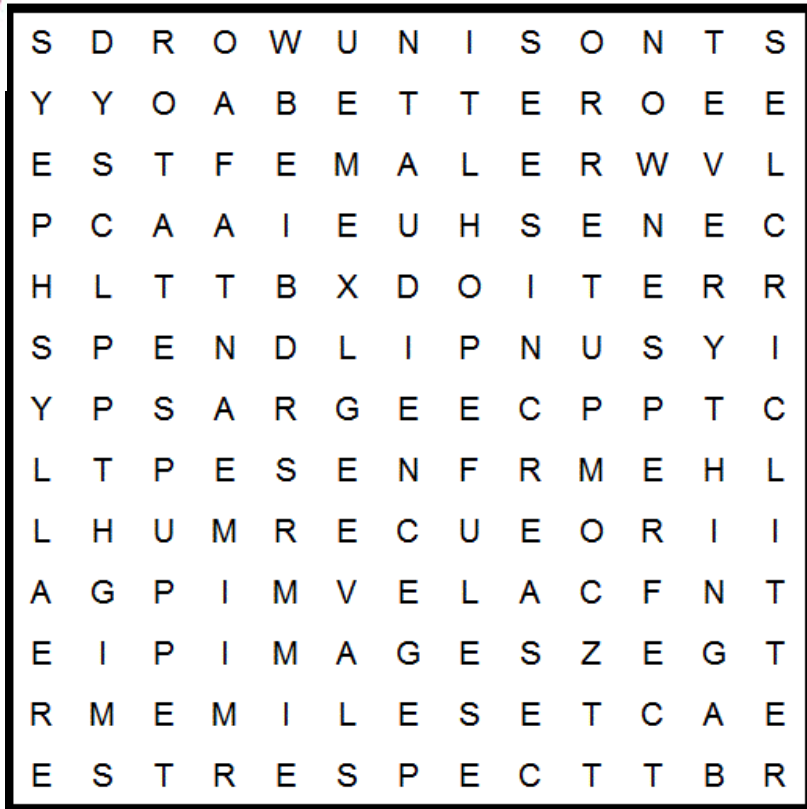 S D R O W U N I S O N T S
Y Y O A B E T T E R O E E
E S T F E M A L E R W V L
P C A A I E U H S E N E C
H L T T B X D O I T E R R
S P E N D L I P N U S Y I
Y P S A R G E E C P P T C
L T P E S E N F R M E H L
L H U M R E C U E O R I I
A G P I M V E L A C F N T
E I P I M A G E S Z E G T
R M E M I L E S E T C A E
E S T R E S P E C T T B R